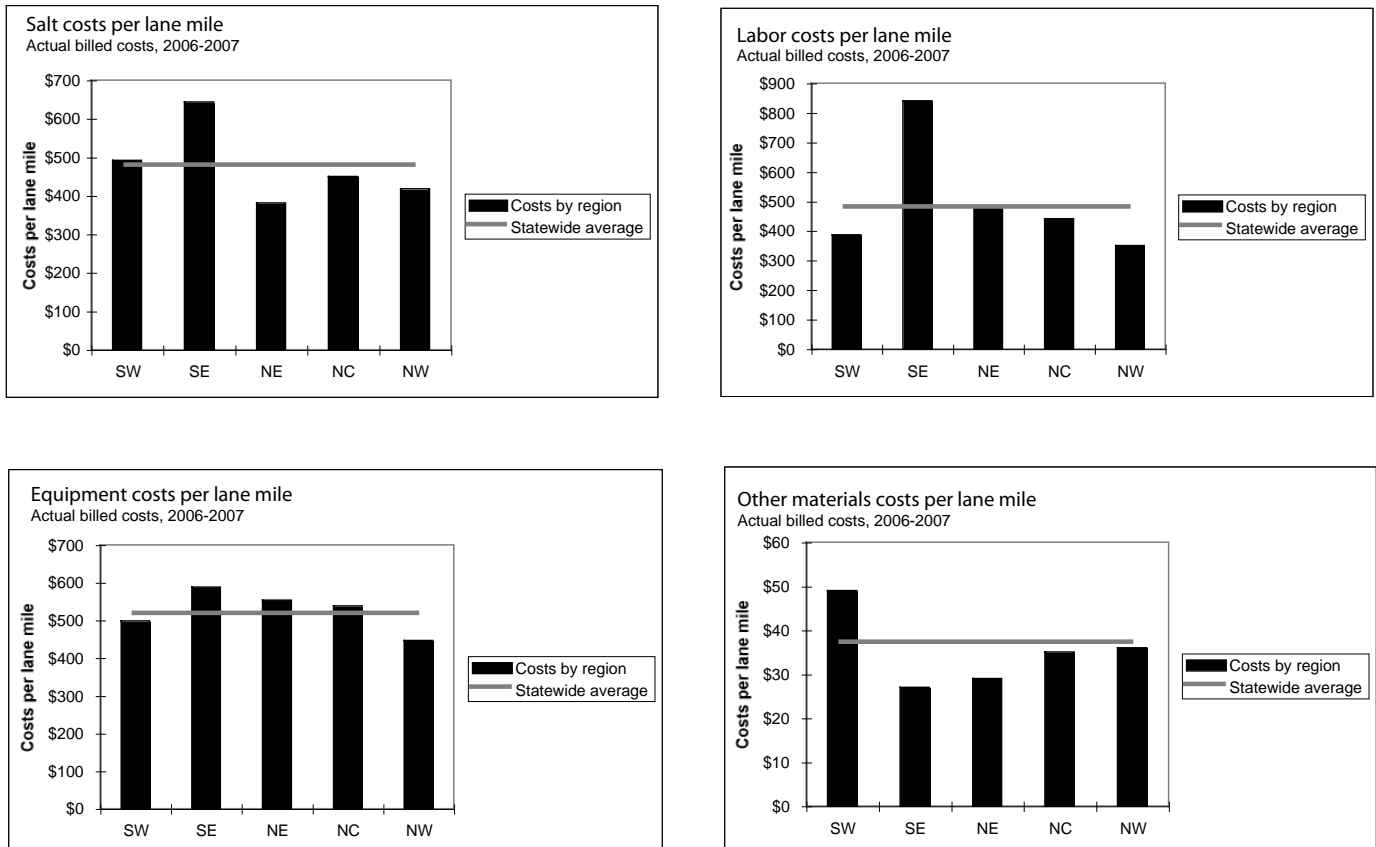 Salt costs per lane mile
Actual billed costs, 2006-2007
Costs per lane mile
$700
$600
$500
$400
$300
$200
$100
$0
SW SE NE NC NW
Costs by region
Statewide average
Labor costs per lane mile
Actual billed costs, 2006-2007
Costs per lane mile
$900
$800
$700
$600
$500
$400
$300
$200
$100
$0
SW SE NE NC NW
Costs by region
Statewide average
Equipment costs per lane mile
Actual billed costs, 2006-2007
Costs per lane mile
$700
$600
$500
$400
$300
$200
$100
$0
SW SE NE NC NW
Costs by region
Statewide average
Other materials costs per lane mile
Actual billed costs, 2006-2007
Costs per lane mile
$60
$50
$40
$30
$20
$10
$0
SW SE NE NC NW
Costs by region
Statewide average